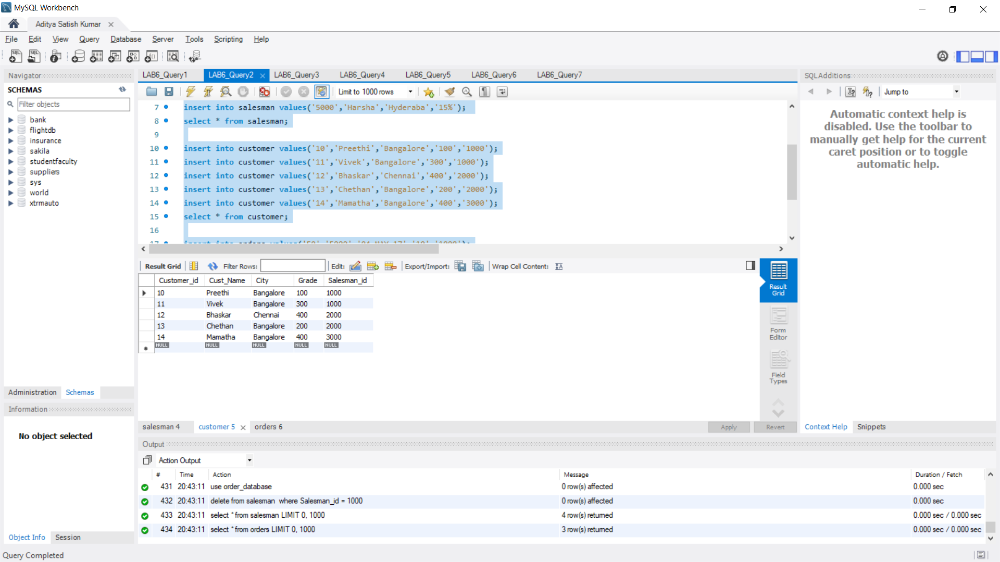 MySQL Workbench
Aditya Satish Kumar
File Edit View Query Database Server Tools Scripting Help
Navigator
SCHEMAS
Filter objects
bank
flightdb
insurance
sakila
studentfaculty
suppliers
sys
world
xtrmauto
Administration Schemas
Information
No object selected
Object Info Session
LAB6_Query1 LAB6_Query2 LAB6_Query3 LAB6_Query4 LAB6_Query5 LAB6_Query6 LAB6_Query7
Limit to 1000 rows
7 insert into salesman values('5000','Harsha','Hyderaba','15%');
8 select * from salesman;
9
10 insert into customer values('10','Preethi','Bangalore','100','1000');
11 insert into customer values('11','Vivek','Bangalore','300','1000');
12 insert into customer values('12','Bhaskar','Chennai','400','2000');
13 insert into customer values('13','Chethan','Bangalore','200','2000');
14 insert into customer values('14','Mamatha','Bangalore','400','3000');
15 select * from customer;
16
17 insert into orders values('50','5000','04-MAY-17','10','1000');
Result Grid Filter Rows: Edit: Export/Import: Wrap Cell Content:
Customer_id Cust_Name City Grade Salesman_id
10 Preethi Bangalore 100 1000
11 Vivek Bangalore 300 1000
12 Bhaskar Chennai 400 2000
13 Chethan Bangalore 200 2000
14 Mamatha Bangalore 400 3000
NULL NULL NULL NULL NULL
Result
Grid
Form
Editor
Field
Types
salesman 4 customer 5 orders 6
Apply Revert
SQLAdditions
Jump to
Automatic context help is
disabled. Use the toolbar to
manually get help for the current
caret position or to toggle
automatic help.
Context Help Snippets
Output
Action Output
# Time Action Message Duration / Fetch
431 20:43:11 use order_database 0 row(s) affected 0.000 sec
432 20:43:11 delete from salesman where Salesman_id = 1000 0 row(s) affected 0.000 sec
433 20:43:11 select * from salesman LIMIT 0, 1000 4 row(s) returned 0.000 sec / 0.000 sec
434 20:43:11 select * from orders LIMIT 0, 1000 3 row(s) returned 0.000 sec / 0.000 sec
Query Completed